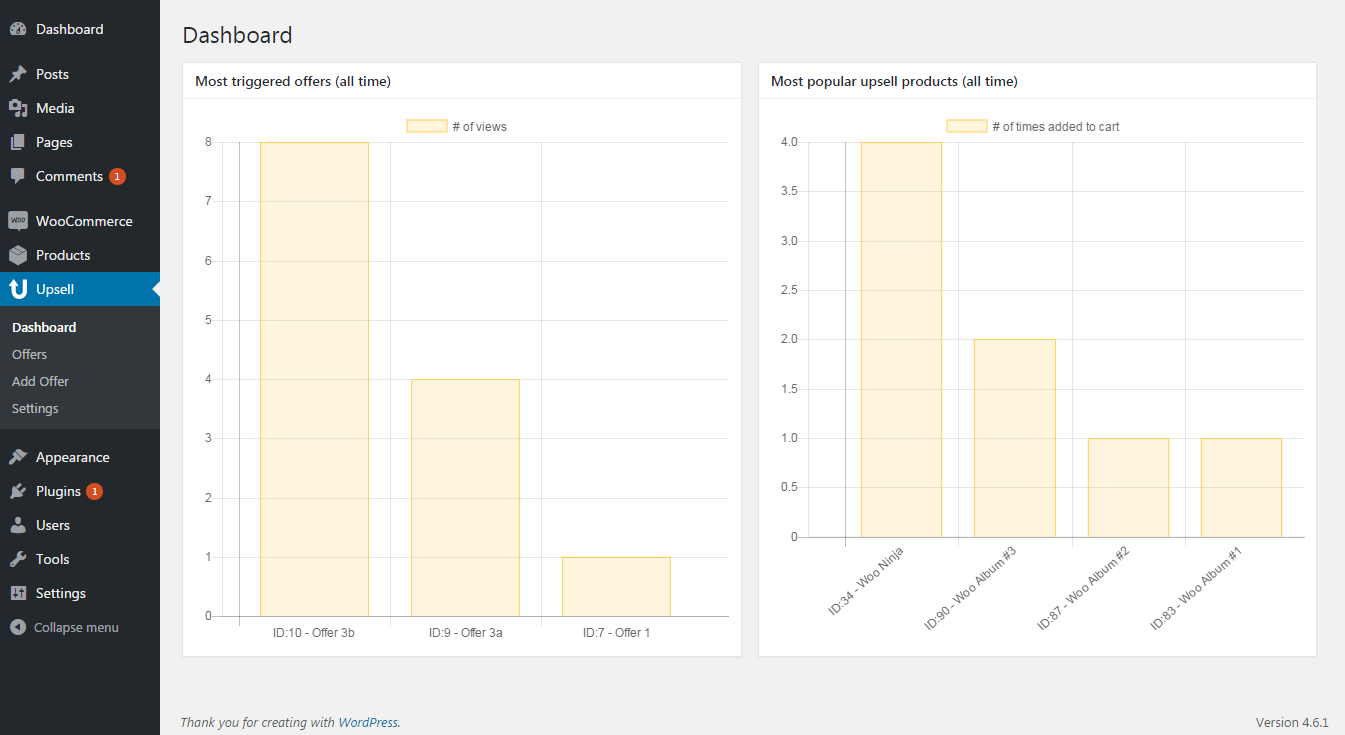 Dashboard
Posts
Media
Pages
Comments 1
WOO WooCommerce
Products
Upsell
Dashboard
Offers
Add Offer
Settings
Appearance
Plugins 1
Users
Tools
Settings
Collapse menu
Dashboard
Most triggered offers (all time)
# of views
8
7
6
5
4
3
2
1
0
ID:10 - Offer 3b ID:9 - Offer 3a ID:7 - Offer 1
Most popular upsell products (all time)
# of times added to cart
4.0
3.5
3.0
2.5
2.0
1.5
1.0
0.5
0
ID:34 - Woo Ninja
ID:90 - Woo Album #3
ID:87 - Woo Album #2
ID:83 - Woo Album #1
Thank you for creating with WordPress.
Version 4.6.1